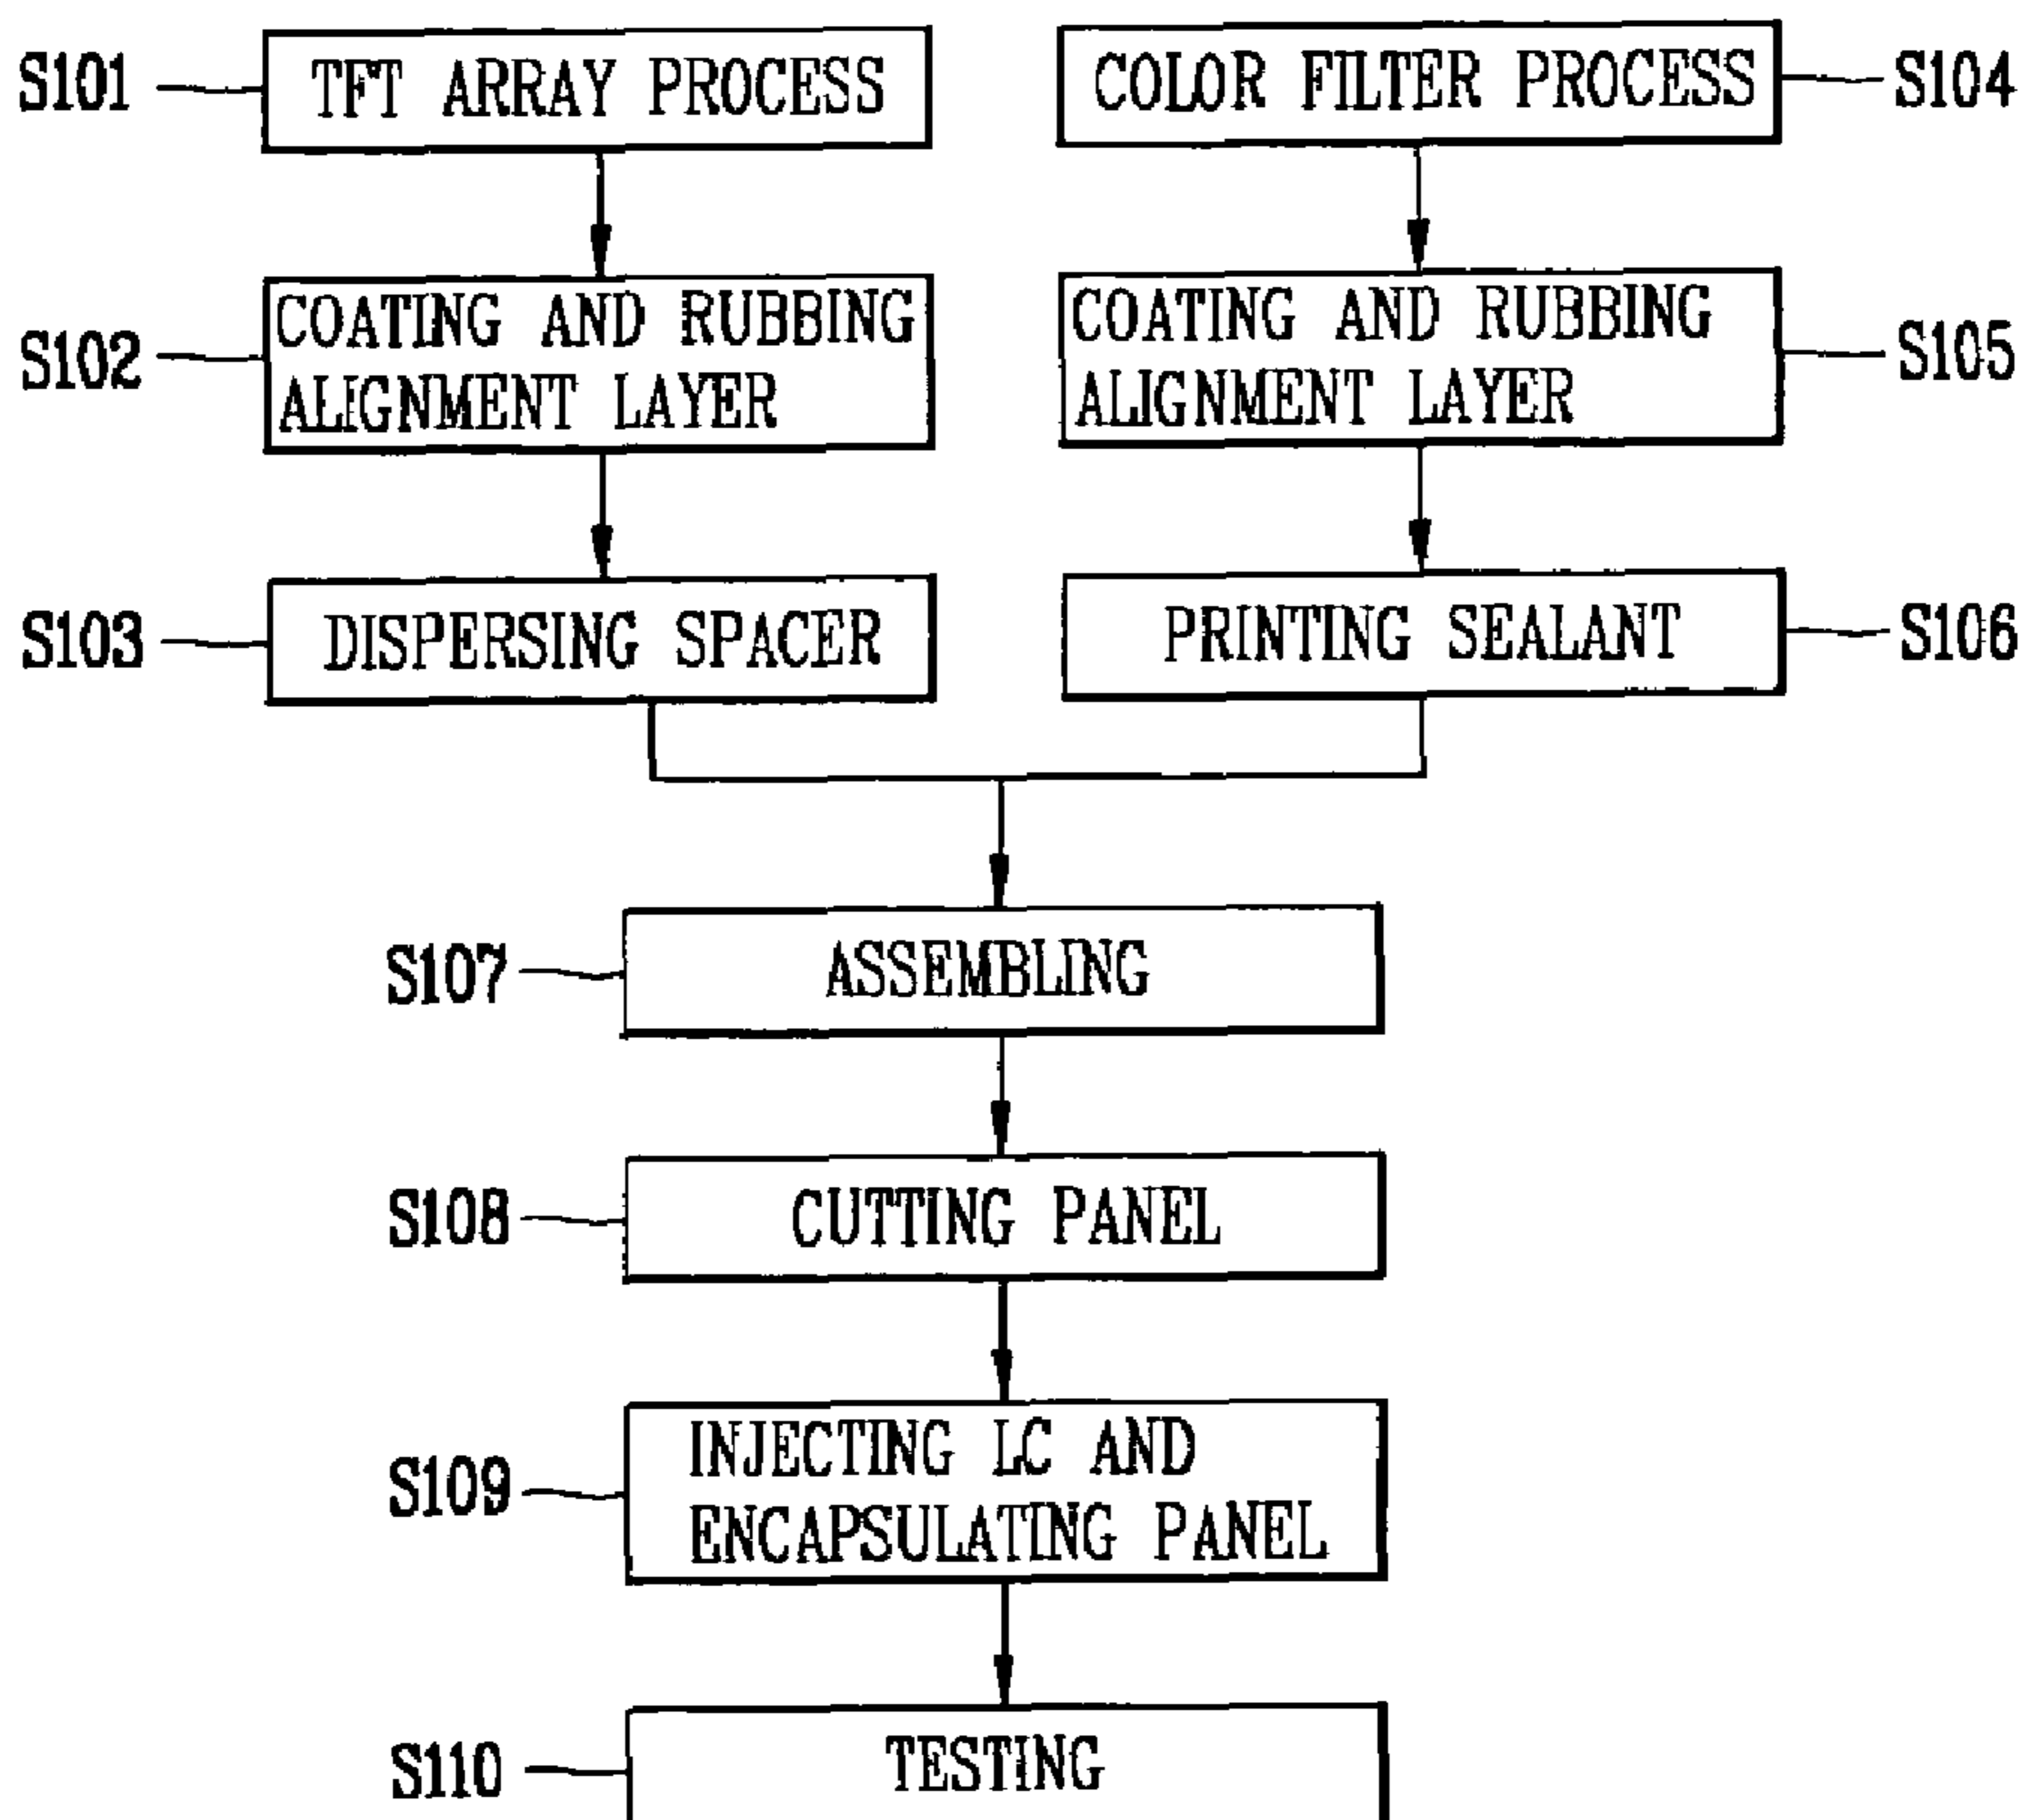 S101
TFT ARRAY PROCESS
COLOR FILTER PROCESS
S104
S102
COATING AND RUBBING
ALIGNMENT LAYER
COATING AND RUBBING
ALIGNMENT LAYER
S105
S103
DISPERSING SPACER
PRINTING SEALANT
S106
S107
ASSEMBLING
S108
CUTTING PANEL
S109
INJECTING LC AND
ENCAPSULATING PANEL
S110
TESTING